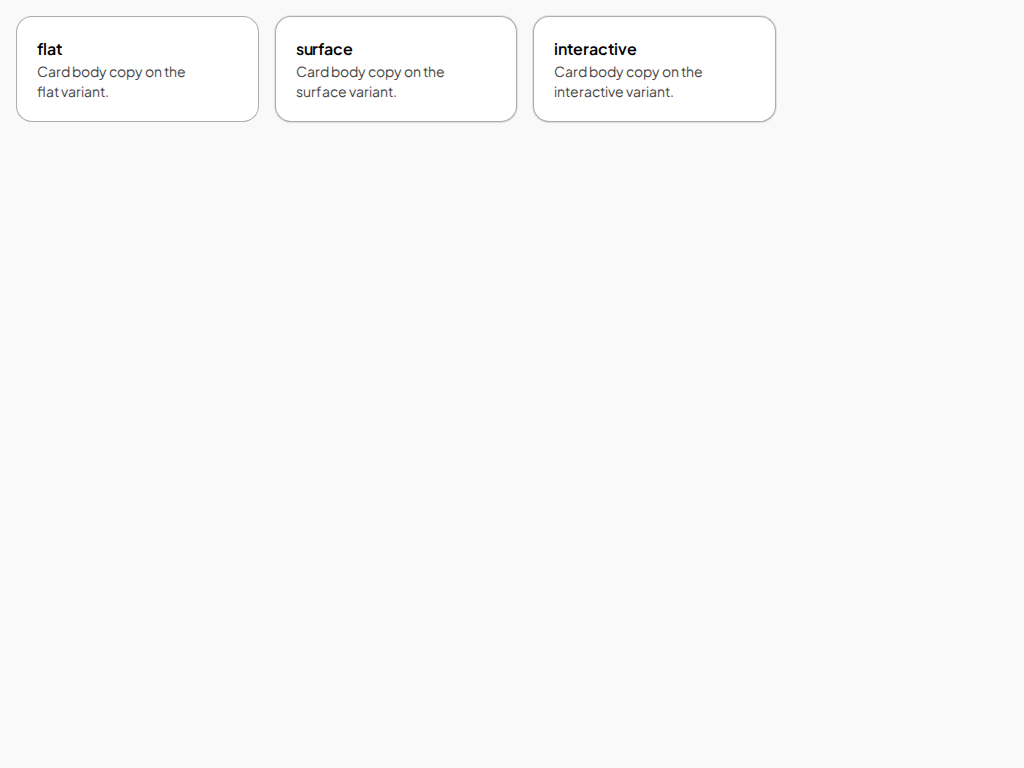 flat
Card body copy on the
flat variant.
surface
Card body copy on the
surface variant.
interactive
Card body copy on the
interactive variant.